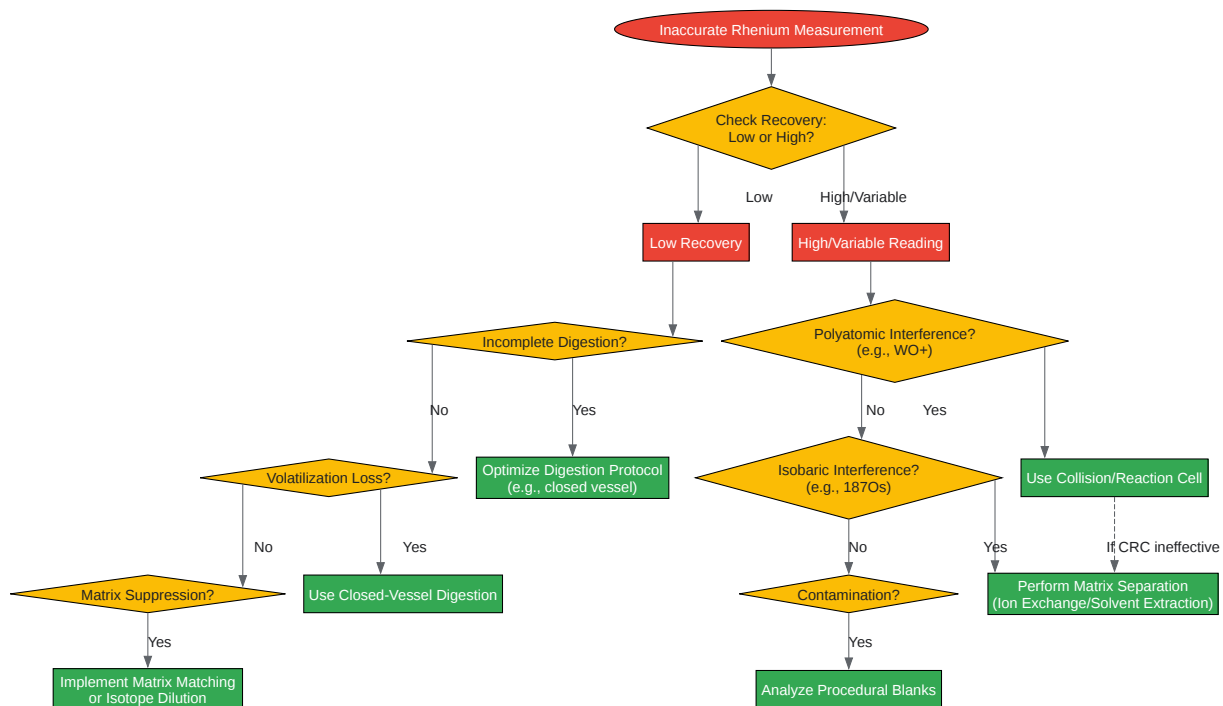 Inaccurate Rhenium Measurement
Check Recovery:
Low or High?
Low
High/Variable
Low Recovery
High/Variable Reading
Incomplete Digestion?
Polyatomic Interference?
(e.g., WO+)
No
Yes
No
Yes
Volatilization Loss?
Optimize Digestion Protocol
(e.g., closed vessel)
Isobaric Interference?
(e.g., 187Os)
Use Collision/Reaction Cell
No
Yes
No
Yes
If CRC ineffective
Matrix Suppression?
Use Closed-Vessel Digestion
Contamination?
Perform Matrix Separation
(Ion Exchange/Solvent Extraction)
Yes
Yes
Implement Matrix Matching
or Isotope Dilution
Analyze Procedural Blanks